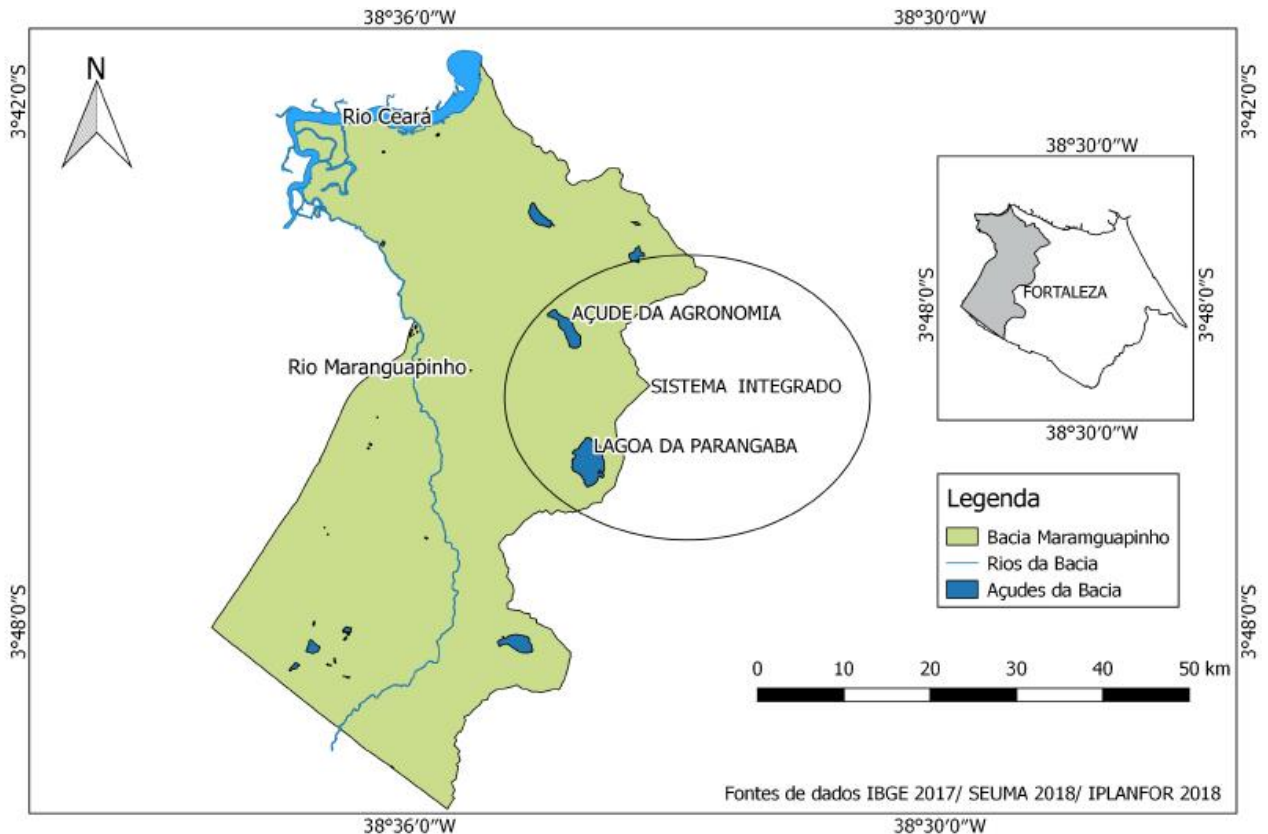 38°36′0″W
38°30′0″W
N
3°42′0″S
3°42′0″S
Rio Ceará
38°30′0″W
AÇUDE DA AGRONOMIA
3°48′0″S
FORTALEZA
3°48′0″S
Rio Maranguapinho
SISTEMA INTEGRADO
38°30′0″W
LAGOA DA PARANGABA
Legenda
Bacia Maramguapinho
Rios da Bacia
Açudes da Bacia
3°48′0″S
3°48′0″S
0 10 20 30 40 50 km
Fontes de dados IBGE 2017/ SEUMA 2018/ IPLANFOR 2018
38°36′0″W
38°30′0″W